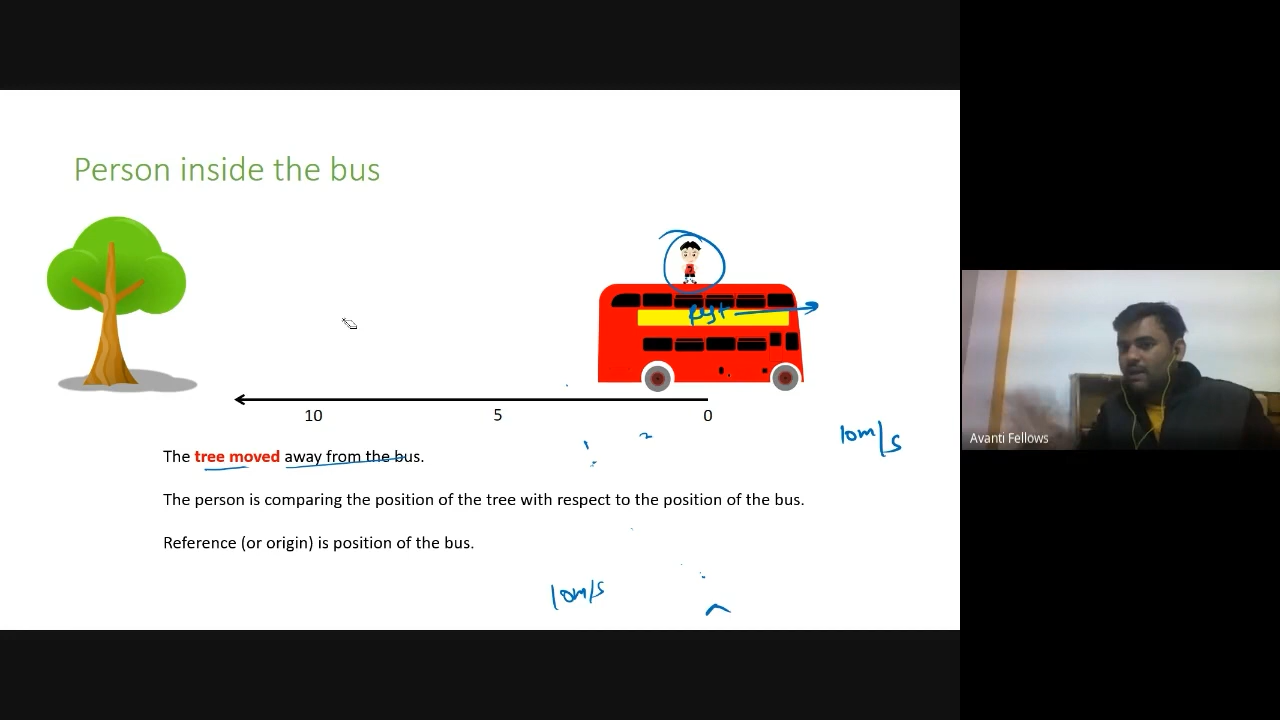 Person inside the bus
10 5 0
10m/s
The tree moved away from the bus.
The person is comparing the position of the tree with respect to the position of the bus.
Reference (or origin) is position of the bus.
10m/s
Avanti Fellows